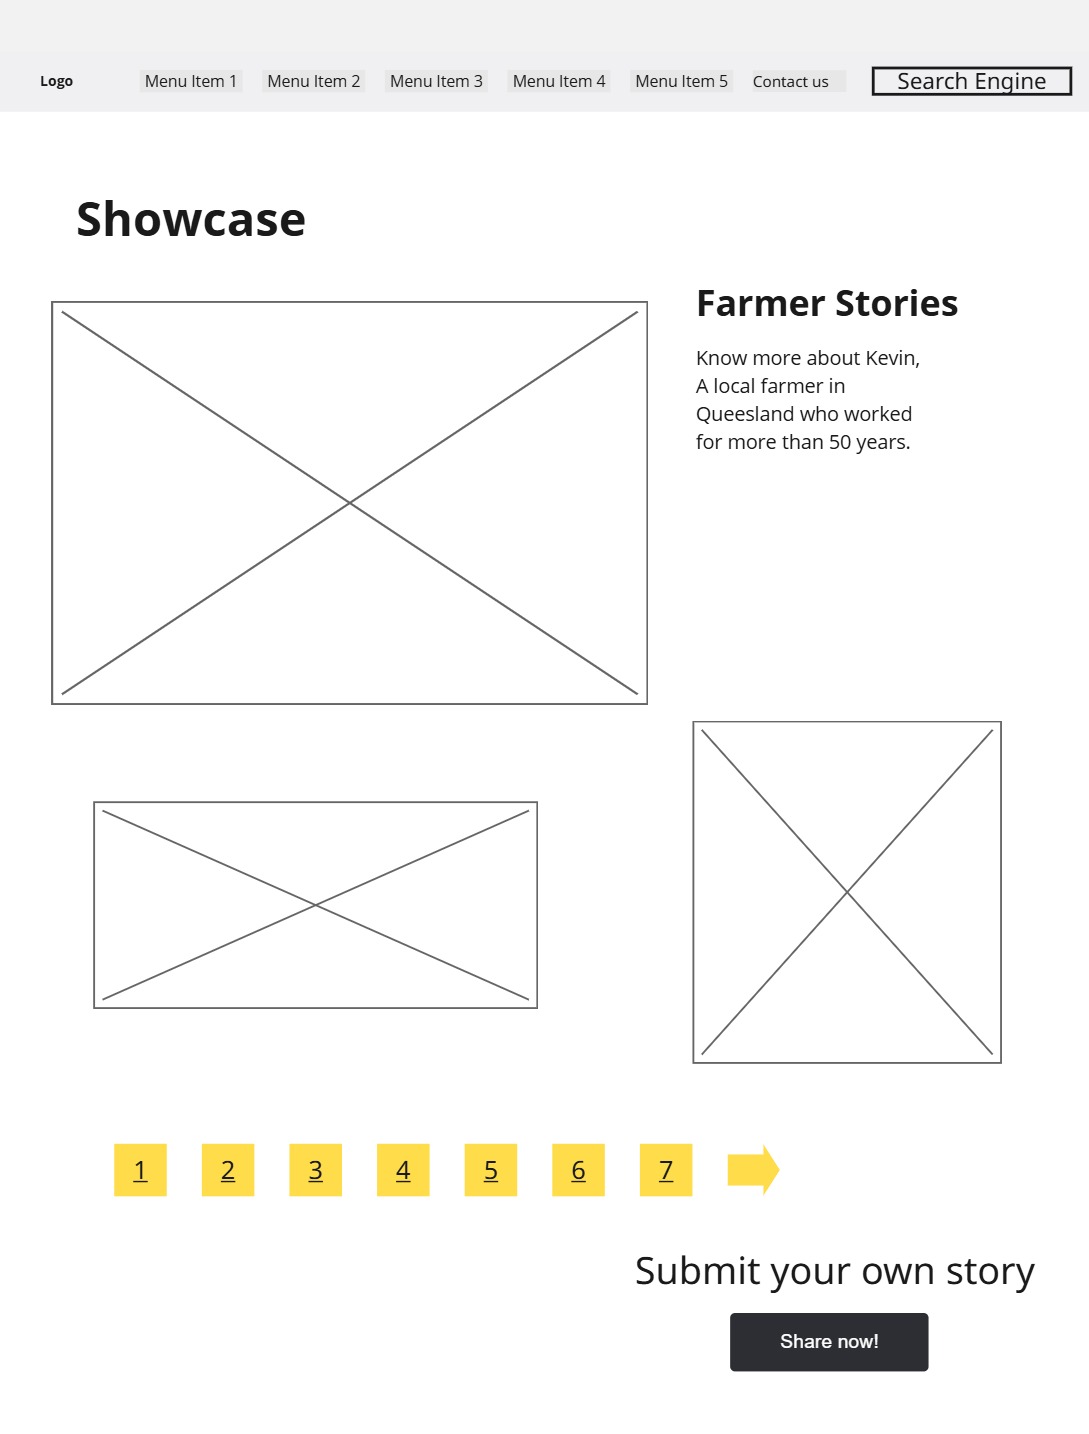 Logo
Menu Item 1
Menu Item 2
Menu Item 3
Menu Item 4
Menu Item 5
Contact us
Search Engine
Showcase
Farmer Stories
Know more about Kevin,
A local farmer in
Queesland who worked
for more than 50 years.
1 2 3 4 5 6 7
Submit your own story
Share now!